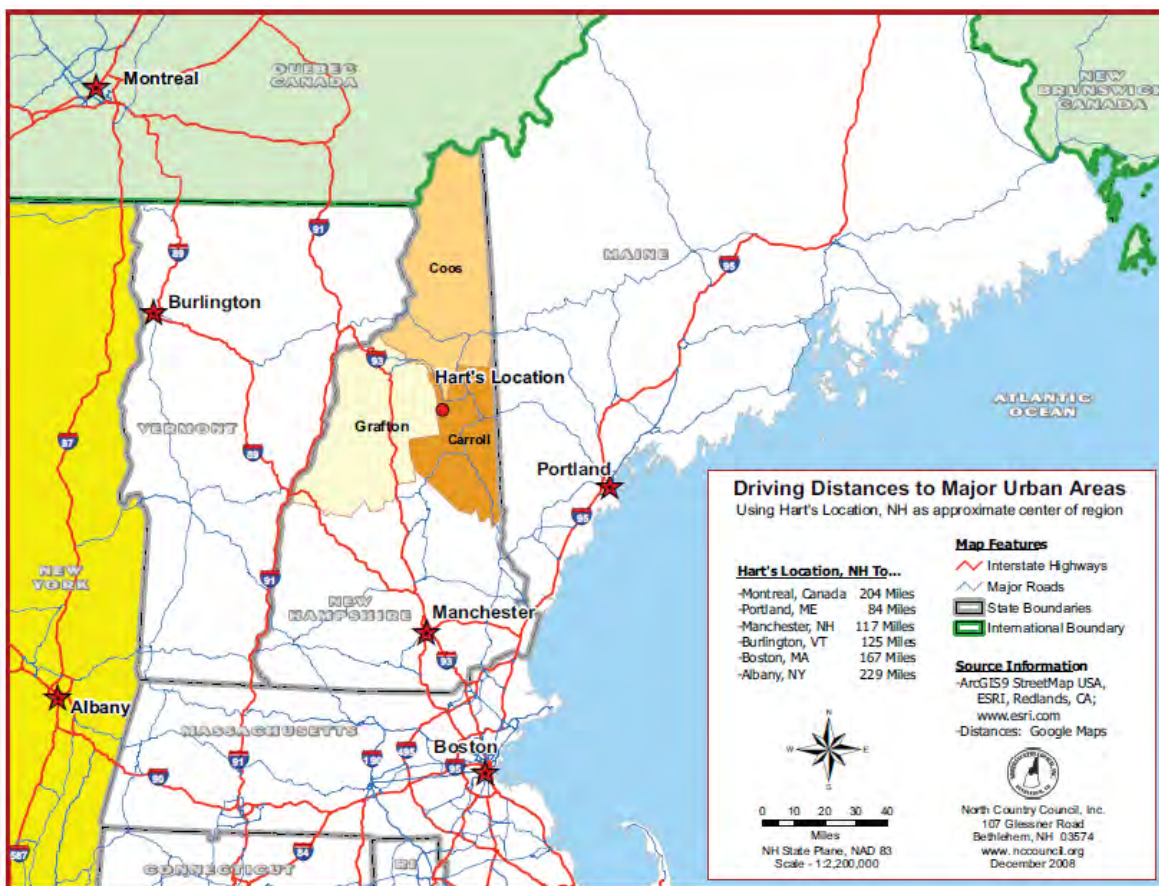 Montreal
QUEBEC
CANADA
NEW
BRUNSWICK
CANADA
91
89
Coos
MAINE
95
Burlington
93
Hart's Location
ATLANTIC
OCEAN
Grafton
VERMONT
Carroll
87
89
Portland
95
NEW
YORK
91
NEW
HAMPSHIRE
Manchester
93
Albany
MASSACHUSETTS
Boston
91
190
495
95
90
84
587
CONNECTICUT
RI
Driving Distances to Major Urban Areas
Using Hart's Location, NH as approximate center of region
Hart's Location, NH To...
-Montreal, Canada 204 Miles
-Portland, ME 84 Miles
-Manchester, NH 117 Miles
-Burlington, VT 125 Miles
-Boston, MA 167 Miles
-Albany, NY 229 Miles
Map Features
Interstate Highways
Major Roads
State Boundaries
International Boundary
Source Information
-ArcGIS9 StreetMap USA,
ESRI, Redlands, CA;
www.esri.com
-Distances: Google Maps
N
W E
S
0 10 20 30 40
Miles
NH State Plane, NAD 83
Scale - 1:2,200,000
North Country Council, Inc.
107 Glessner Road
Bethlehem, NH 03574
www.nccouncil.org
December 2008